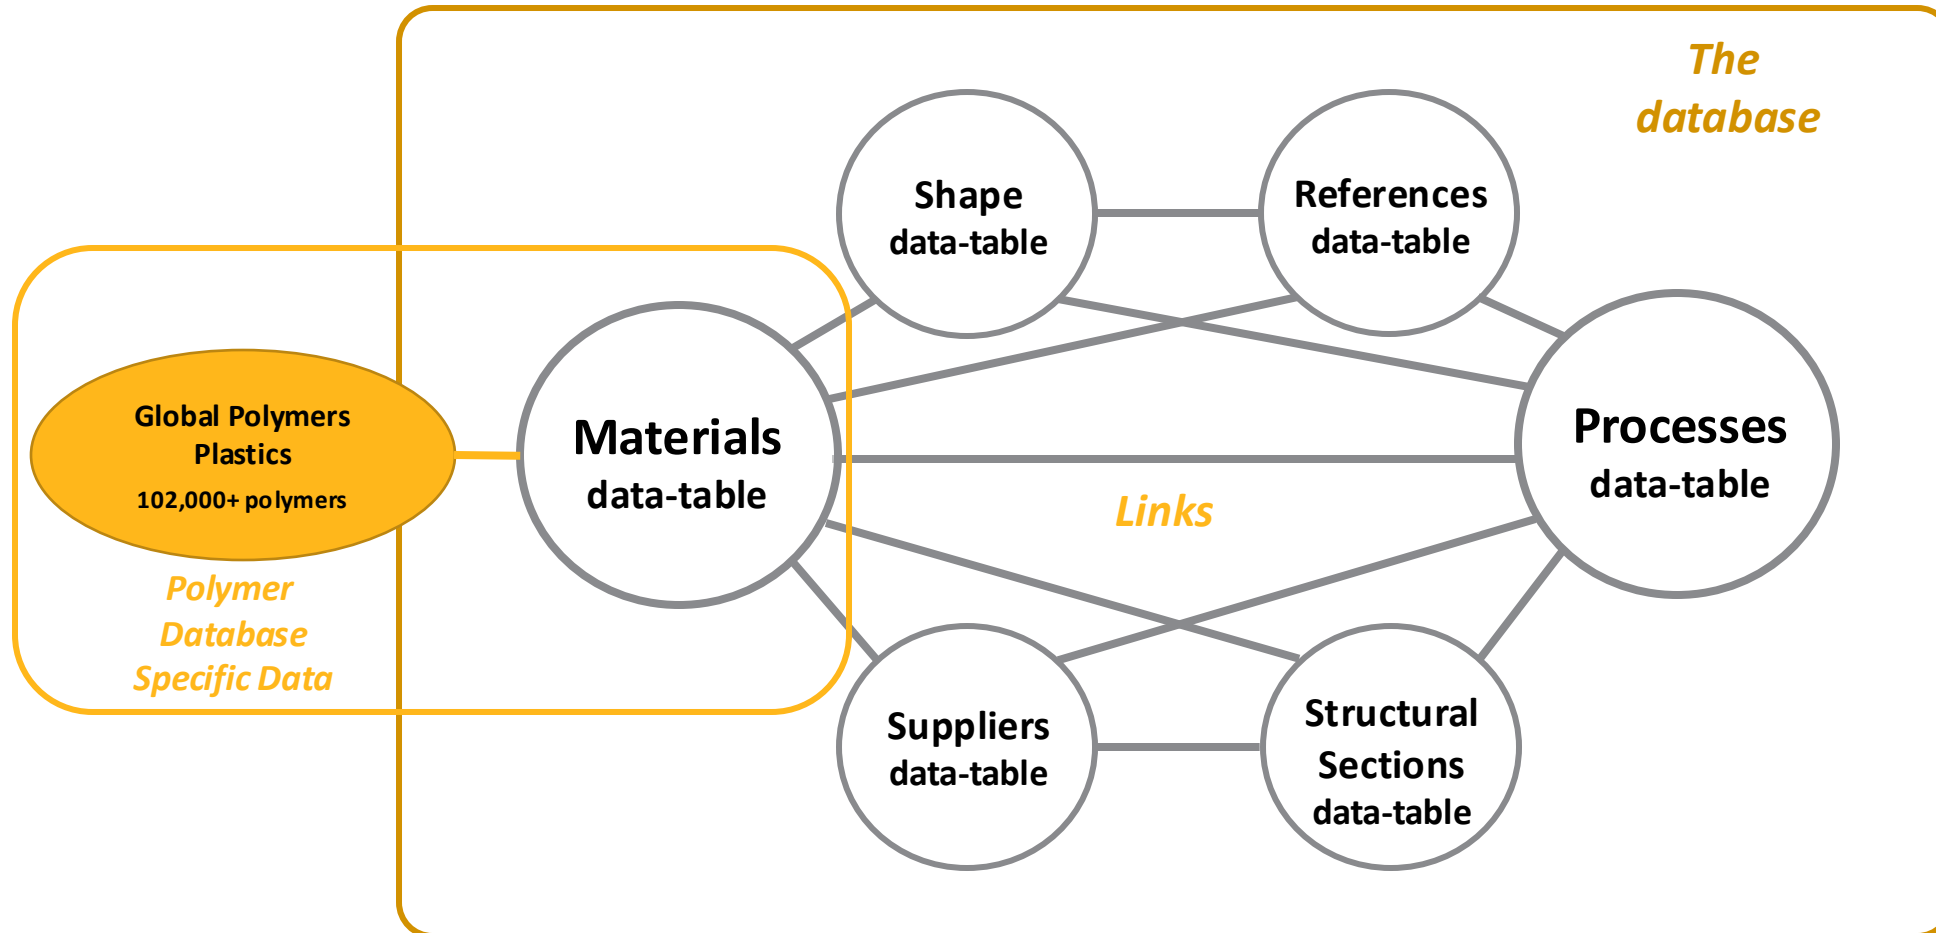 The
database
Shape
data-table
References
data-table
Global Polymers
Plastics
102,000+ polymers
Materials
data-table
Processes
data-table
Links
Polymer
Database
Specific Data
Suppliers
data-table
Structural
Sections
data-table